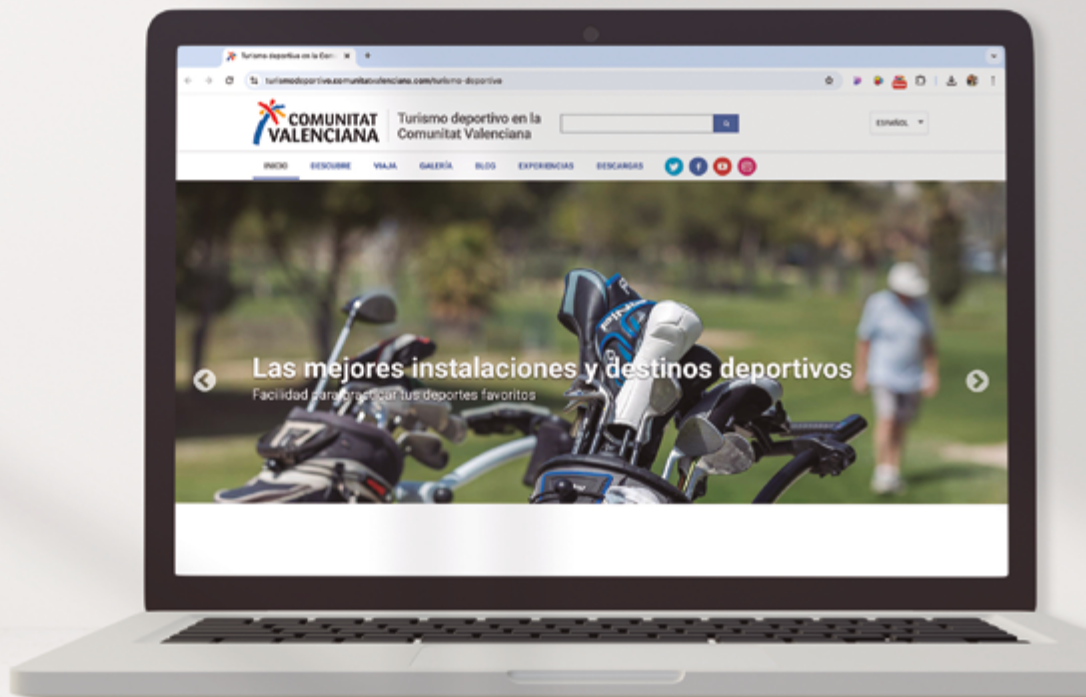 Turismo deportivo en la Com
turismodeportivo.comunitatvalenciana.com/turismo-deportivo
COMUNITAT
VALENCIANA
Turismo deportivo en la
Comunitat Valenciana
ESPAÑOL
INICIO DESCUBRE VIAJA GALERÍA BLOG EXPERIENCIAS DESCARGAS
Las mejores instalaciones y destinos deportivos
Facilidad para practicar tus deportes favoritos